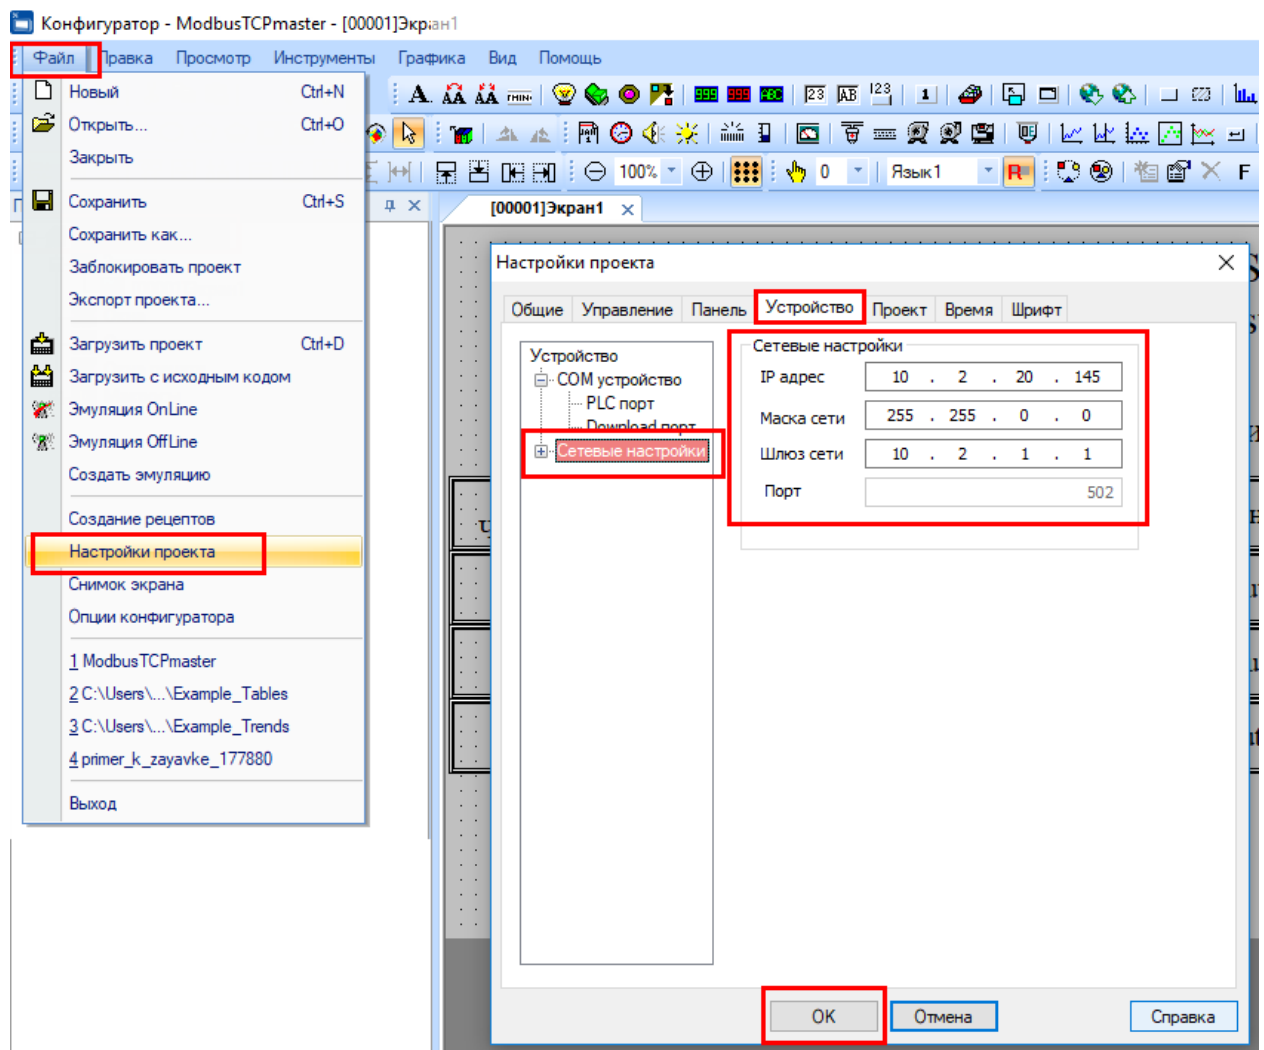 Конфигуратор - ModbusTCPmaster - [00001]Экран1
Файл Правка Просмотр Инструменты Графика Вид Помощь
Новый Ctrl+N
Открыть... Ctrl+O
Закрыть
Сохранить Ctrl+S
Сохранить как...
Заблокировать проект
Экспорт проекта...
Загрузить проект Ctrl+D
Загрузить с исходным кодом
Эмуляция OnLine
Эмуляция OffLine
Создать эмуляцию
Создание рецептов
Настройки проекта
Снимок экрана
Опции конфигуратора
1 ModbusTCPmaster
2 C:\Users\...\Example_Tables
3 C:\Users\...\Example_Trends
4 primer_k_zayavke_177880
Выход
100% 0 Язык1 R F
[00001]Экран1
Настройки проекта
Общие Управление Панель Устройство Проект Время Шрифт
Устройство
COM устройство
PLC порт
Download порт
Сетевые настройки
Сетевые настройки
IP адрес 10 . 2 . 20 . 145
Маска сети 255 . 255 . 0 . 0
Шлюз сети 10 . 2 . 1 . 1
Порт 502
OK Отмена Справка